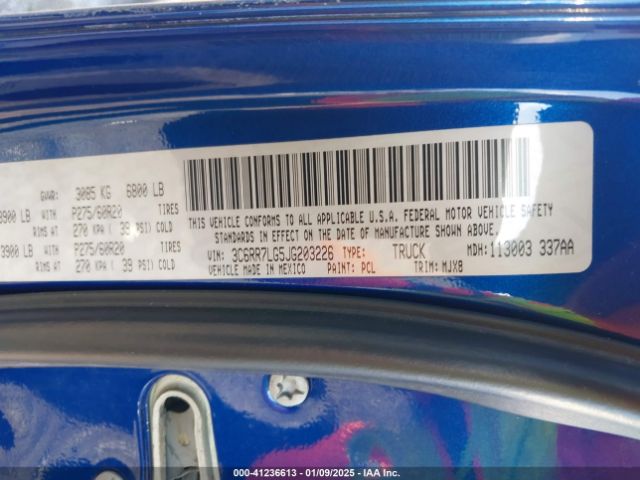 GVWR: 3085 KG 6800 LB
3900 LB WITH P275/60R20 TIRES
RIMS AT 270 KPA ( 39 PSI) COLD
3900 LB WITH P275/60R20 TIRES
RIMS AT 270 KPA ( 39 PSI) COLD
THIS VEHICLE CONFORMS TO ALL APPLICABLE U.S.A. FEDERAL MOTOR VEHICLE SAFETY
STANDARDS IN EFFECT ON THE DATE OF MANUFACTURE SHOWN ABOVE.
VIN: 3C6RR7LG5JG203226 TYPE: TRUCK MDH: 113003 337AA
VEHICLE MADE IN MEXICO PAINT: PCL TRIM: MJX8
00-41236613 - 01/09/2025 - IAA Inc.